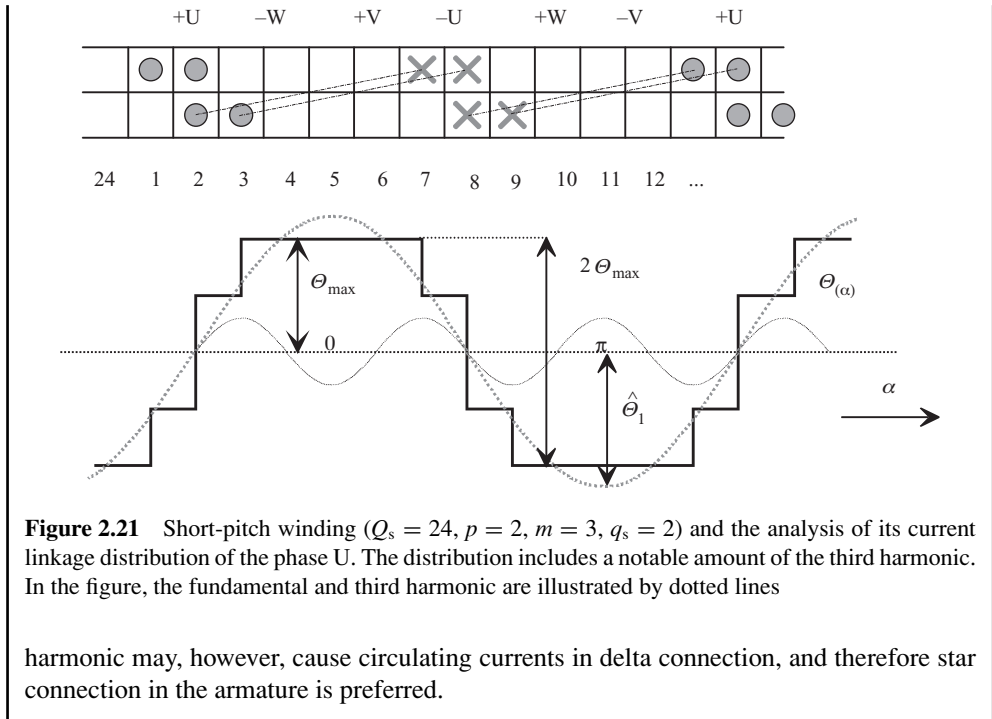 +U –W +V –U +W –V +U
24 1 2 3 4 5 6 7 8 9 10 11 12 ...
Θmax
2 Θmax
Θ(α)
0
π
Θ̂1
α
Figure 2.21 Short-pitch winding (Qs = 24, p = 2, m = 3, qs = 2) and the analysis of its current
linkage distribution of the phase U. The distribution includes a notable amount of the third harmonic.
In the figure, the fundamental and third harmonic are illustrated by dotted lines
harmonic may, however, cause circulating currents in delta connection, and therefore star
connection in the armature is preferred.